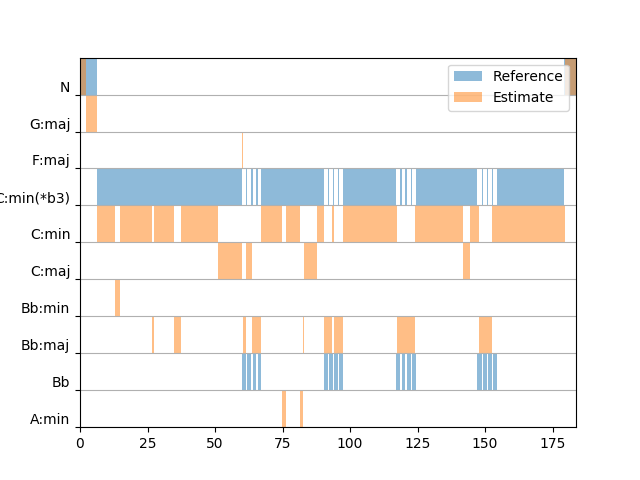 N
G:maj
F:maj
C:min(*b3)
C:min
C:maj
Bb:min
Bb:maj
Bb
A:min
0 25 50 75 100 125 150 175
Reference
Estimate